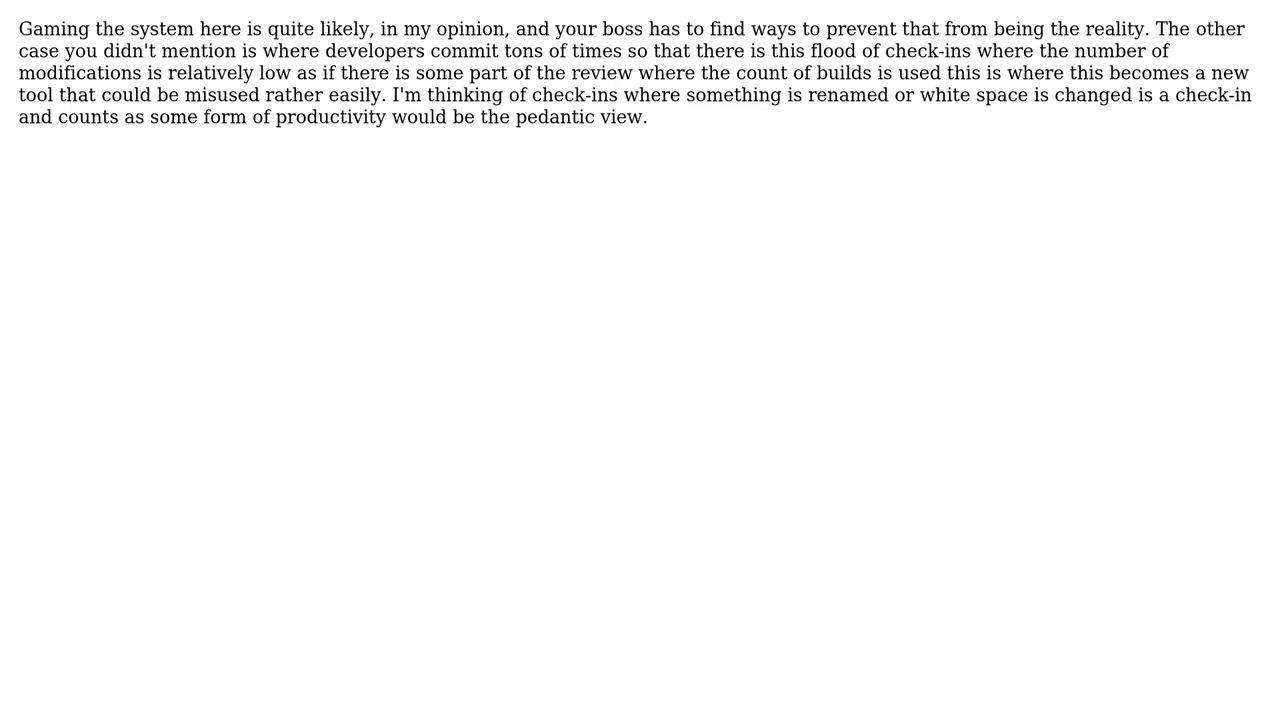 Gaming the system here is quite likely, in my opinion, and your boss has to find ways to prevent that from being the reality. The other
case you didn't mention is where developers commit tons of times so that there is this flood of check-ins where the number of
modifications is relatively low as if there is some part of the review where the count of builds is used this is where this becomes a new
tool that could be misused rather easily. I'm thinking of check-ins where something is renamed or white space is changed is a check-in
and counts as some form of productivity would be the pedantic view.